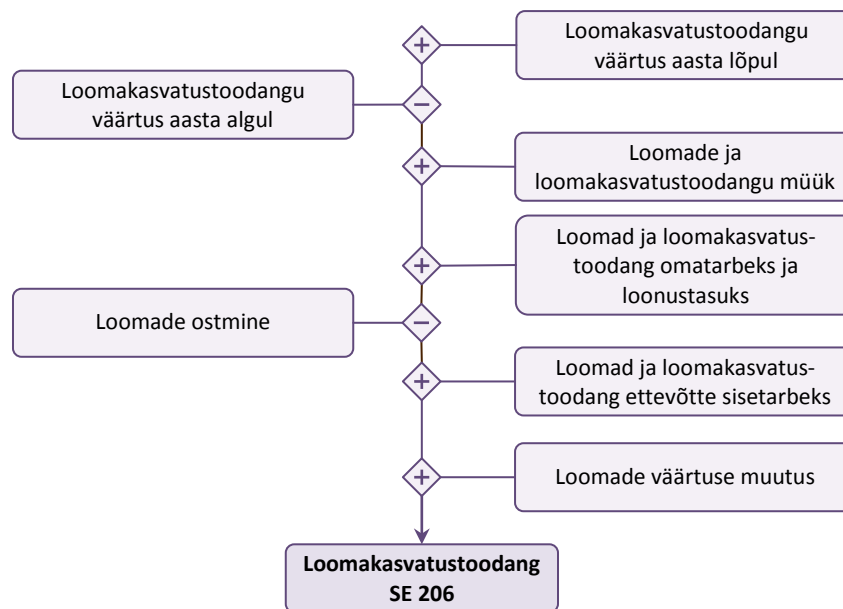 +
Loomakasvatustoodangu
väärtus aasta lõpul
Loomakasvatustoodangu
väärtus aasta algul
−
+
Loomade ja
loomakasvatustoodangu müük
+
Loomad ja loomakasvatus-
toodang omatarbeks ja
loonustasuks
Loomade ostmine
−
+
Loomad ja loomakasvatus-
toodang ettevõtte sisetarbeks
+
Loomade väärtuse muutus
Loomakasvatustoodang
SE 206